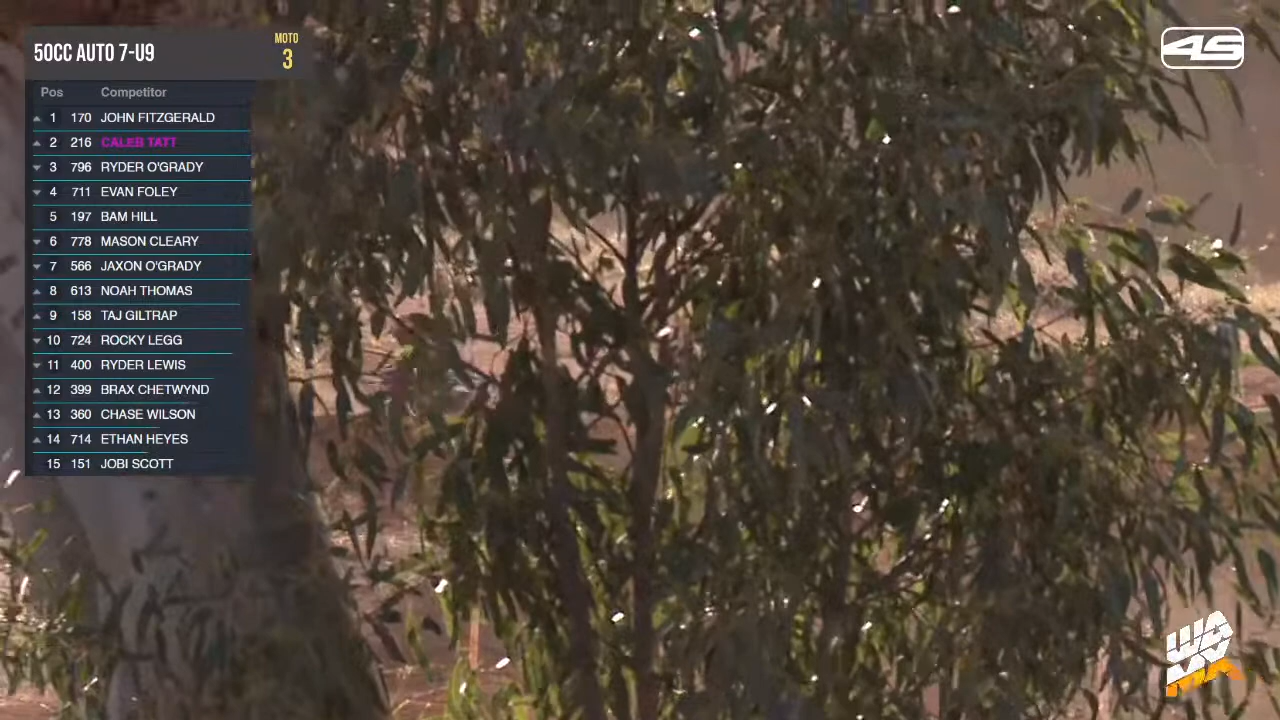 50CC AUTO 7-U9
MOTO
3
Pos Competitor
1 170 JOHN FITZGERALD
2 216 CALEB TATT
3 796 RYDER O'GRADY
4 711 EVAN FOLEY
5 197 BAM HILL
6 778 MASON CLEARY
7 566 JAXON O'GRADY
8 613 NOAH THOMAS
9 158 TAJ GILTRAP
10 724 ROCKY LEGG
11 400 RYDER LEWIS
12 399 BRAX CHETWYND
13 360 CHASE WILSON
14 714 ETHAN HEYES
15 151 JOBI SCOTT
4S